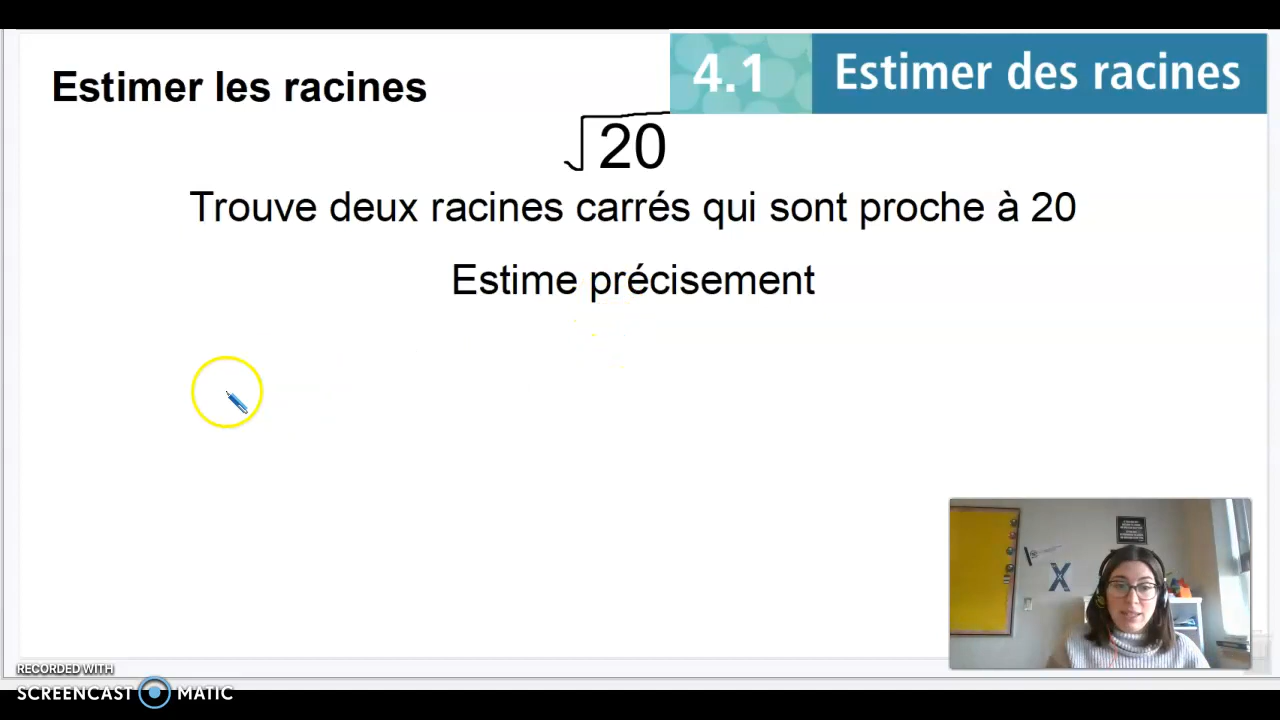 Estimer les racines
4.1 Estimer des racines
√20
Trouve deux racines carrés qui sont proche à 20
Estime précisement
X
RECORDED WITH
SCREENCAST MATIC